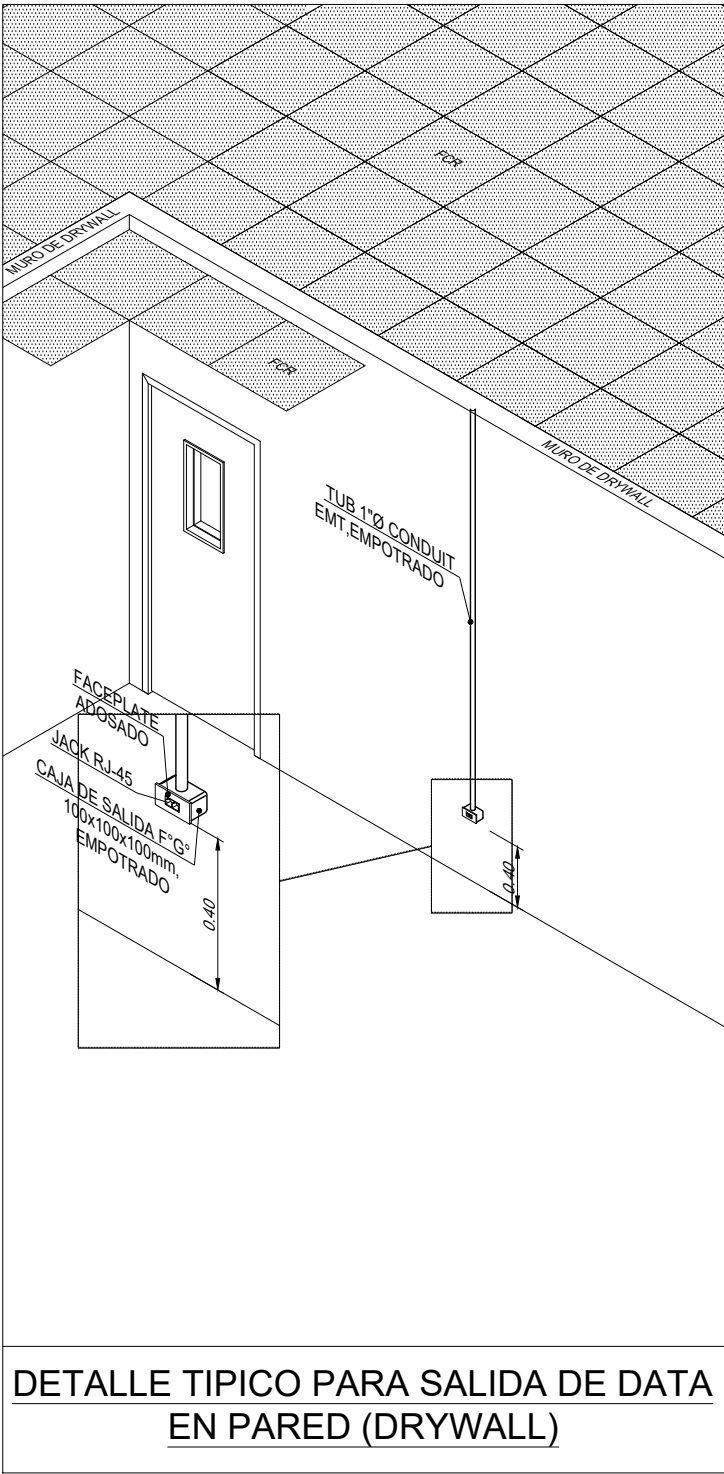 FCR
MURO DE DRYWALL
FCR
MURO DE DRYWALL
TUB 1"Ø CONDUIT
EMT,EMPOTRADO
FACEPLATE
ADOSADO
JACK RJ-45
CAJA DE SALIDA F°G°
100x100x100mm,
EMPOTRADO
0.40
0.40
DETALLE TIPICO PARA SALIDA DE DATA
EN PARED (DRYWALL)